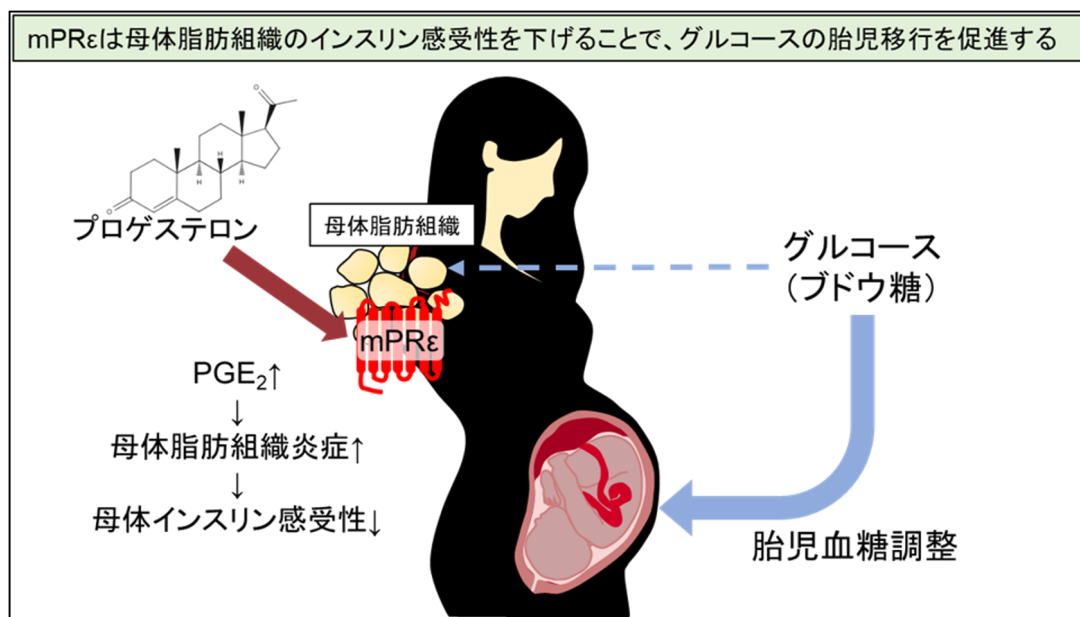 mPRεは母体脂肪組織のインスリン感受性を下げることで、グルコースの胎児移行を促進する
O
H
H
H
O
プロゲステロン
母体脂肪組織
グルコース
（ブドウ糖）
mPRε
PGE₂↑
↓
母体脂肪組織炎症↑
↓
母体インスリン感受性↓
胎児血糖調整